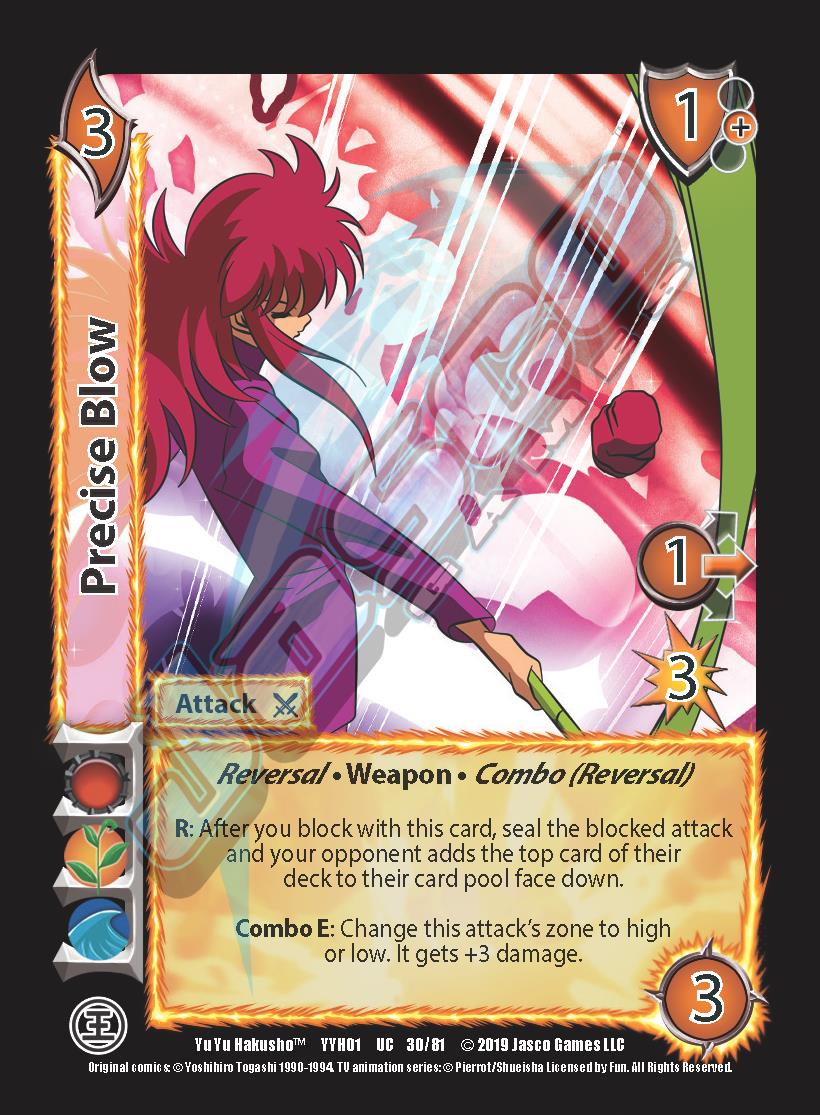 3
1
+
Precise Blow
1
3
Attack
Reversal • Weapon • Combo (Reversal)
R: After you block with this card, seal the blocked attack
and your opponent adds the top card of their
deck to their card pool face down.
Combo E: Change this attack's zone to high
or low. It gets +3 damage.
3
王
Yu Yu Hakusho™ YYH01 UC 30/81 © 2019 Jasco Games LLC
Original comics: © Yoshihiro Togashi 1990-1994. TV animation series: © Pierrot/Shueisha Licensed by Fun. All Rights Reserved.